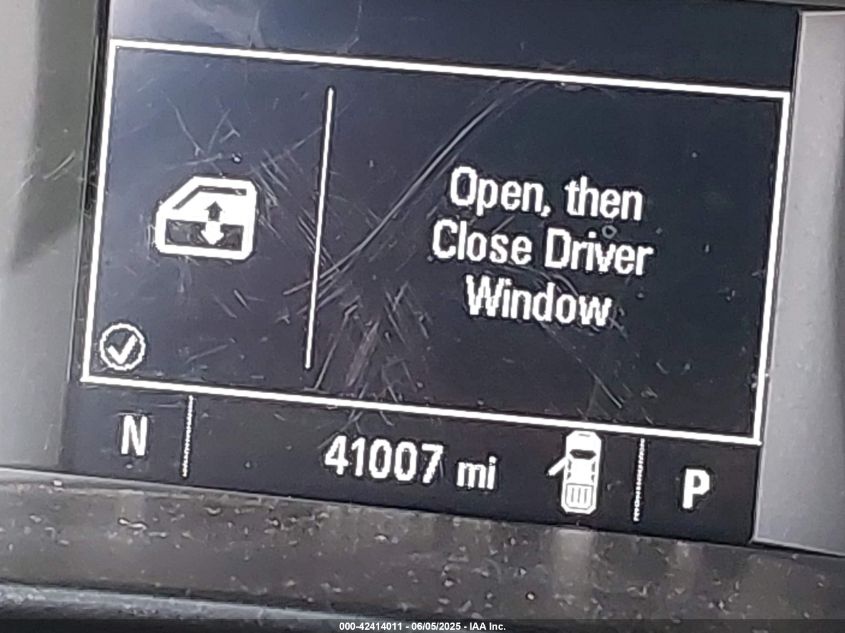 Open, then
Close Driver
Window
N
41007 mi
P
000-42414011 - 06/05/2025 - IAA Inc.